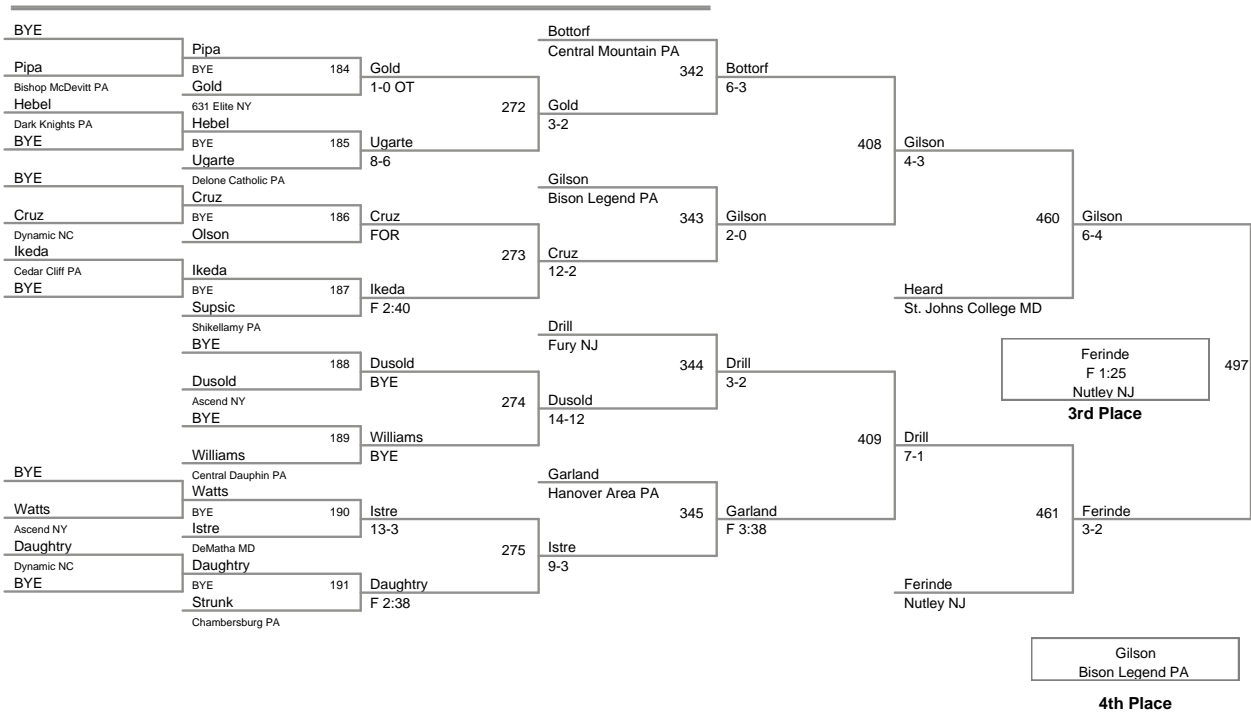 BYE
Pipa
Bishop McDevitt PA
Hebel
Dark Knights PA
BYE
BYE
Cruz
Dynamic NC
Ikeda
Cedar Cliff PA
BYE
BYE
Watts
Ascend NY
Daughtry
Dynamic NC
BYE
Pipa
BYE
184
Gold
631 Elite NY
Hebel
BYE
185
Ugarte
Delone Catholic PA
Cruz
BYE
186
Olson
Ikeda
BYE
187
Supsic
Shikellamy PA
BYE
188
Dusold
Ascend NY
BYE
189
Williams
Central Dauphin PA
Watts
BYE
190
Istre
DeMatha MD
Daughtry
BYE
191
Strunk
Chambersburg PA
Gold
1-0 OT
272
Ugarte
8-6
Cruz
FOR
273
Ikeda
F 2:40
Dusold
BYE
274
Williams
BYE
Istre
13-3
275
Daughtry
F 2:38
Bottorf
Central Mountain PA
342
Gold
3-2
Gilson
Bison Legend PA
343
Cruz
12-2
Drill
Fury NJ
344
Dusold
14-12
Garland
Hanover Area PA
345
Istre
9-3
Bottorf
6-3
408
Gilson
2-0
Drill
3-2
409
Garland
F 3:38
Gilson
4-3
460
Heard
St. Johns College MD
Drill
7-1
461
Ferinde
Nutley NJ
Gilson
6-4
497
Ferinde
3-2
Ferinde
F 1:25
Nutley NJ
3rd Place
Gilson
Bison Legend PA
4th Place